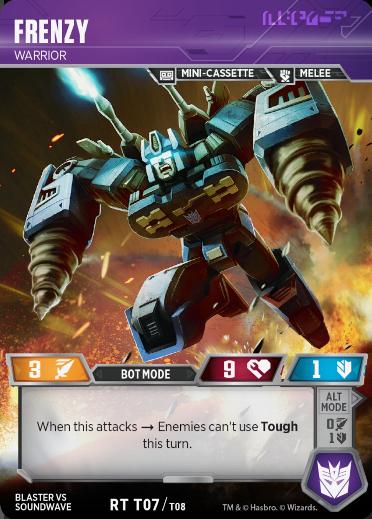 FRENZY
WARRIOR
MINI-CASSETTE MELEE
3 BOT MODE 9 1
When this attacks → Enemies can't use Tough
this turn.
ALT
MODE
0
1
BLASTER VS
SOUNDWAVE
RT T07/T08
TM & © Hasbro. © Wizards.